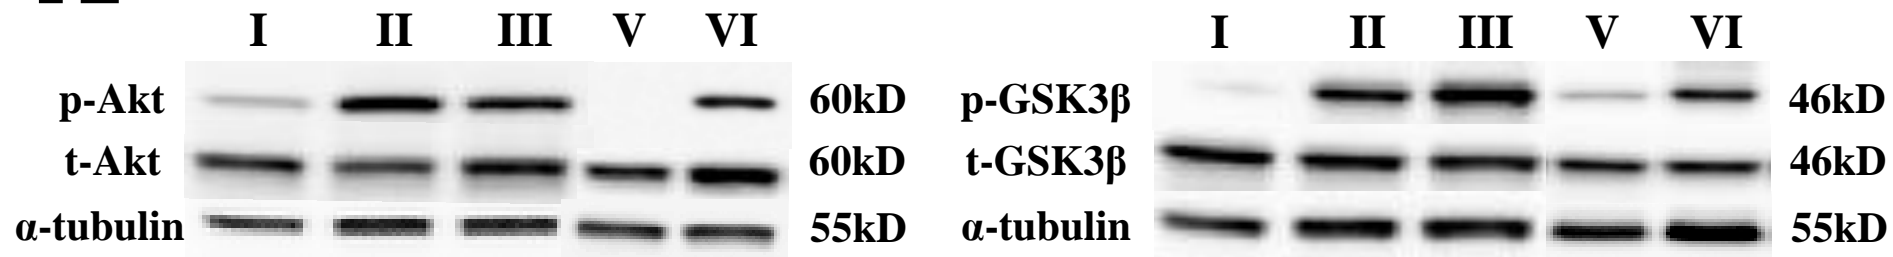 I II III V VI I II III V VI
p-Akt 60kD p-GSK3β 46kD
t-Akt 60kD t-GSK3β 46kD
α-tubulin 55kD α-tubulin 55kD